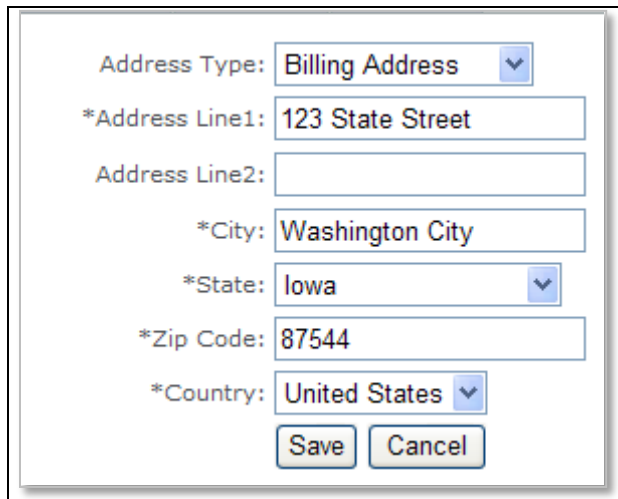 Address Type: Billing Address
*Address Line1: 123 State Street
Address Line2:
*City: Washington City
*State: Iowa
*Zip Code: 87544
*Country: United States
Save Cancel